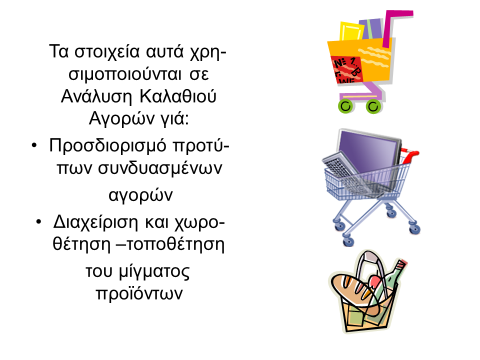 Τα στοιχεία αυτά χρη-
σιμοποιούνται σε
Ανάλυση Καλαθιού
Αγορών γιά:
• Προσδιορισμό προτύ-
πων συνδυασμένων
αγορών
• Διαχείριση και χωρο-
θέτηση –τοποθέτηση
του μίγματος
προϊόντων